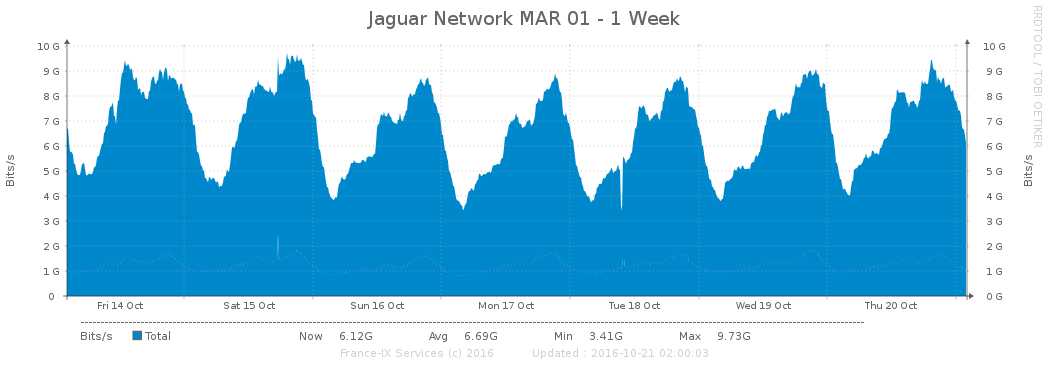 Jaguar Network MAR 01 - 1 Week
RRDTOOL / TOBI OETIKER
10 G 10 G
9 G 9 G
8 G 8 G
7 G 7 G
6 G 6 G
5 G 5 G
4 G 4 G
3 G 3 G
2 G 2 G
1 G 1 G
0 0 G
Bits/s
Bits/s
Fri 14 Oct Sat 15 Oct Sun 16 Oct Mon 17 Oct Tue 18 Oct Wed 19 Oct Thu 20 Oct
Bits/s Total Now 6.12G Avg 6.69G Min 3.41G Max 9.73G
France-IX Services (c) 2016 Updated : 2016-10-21 02:00:03